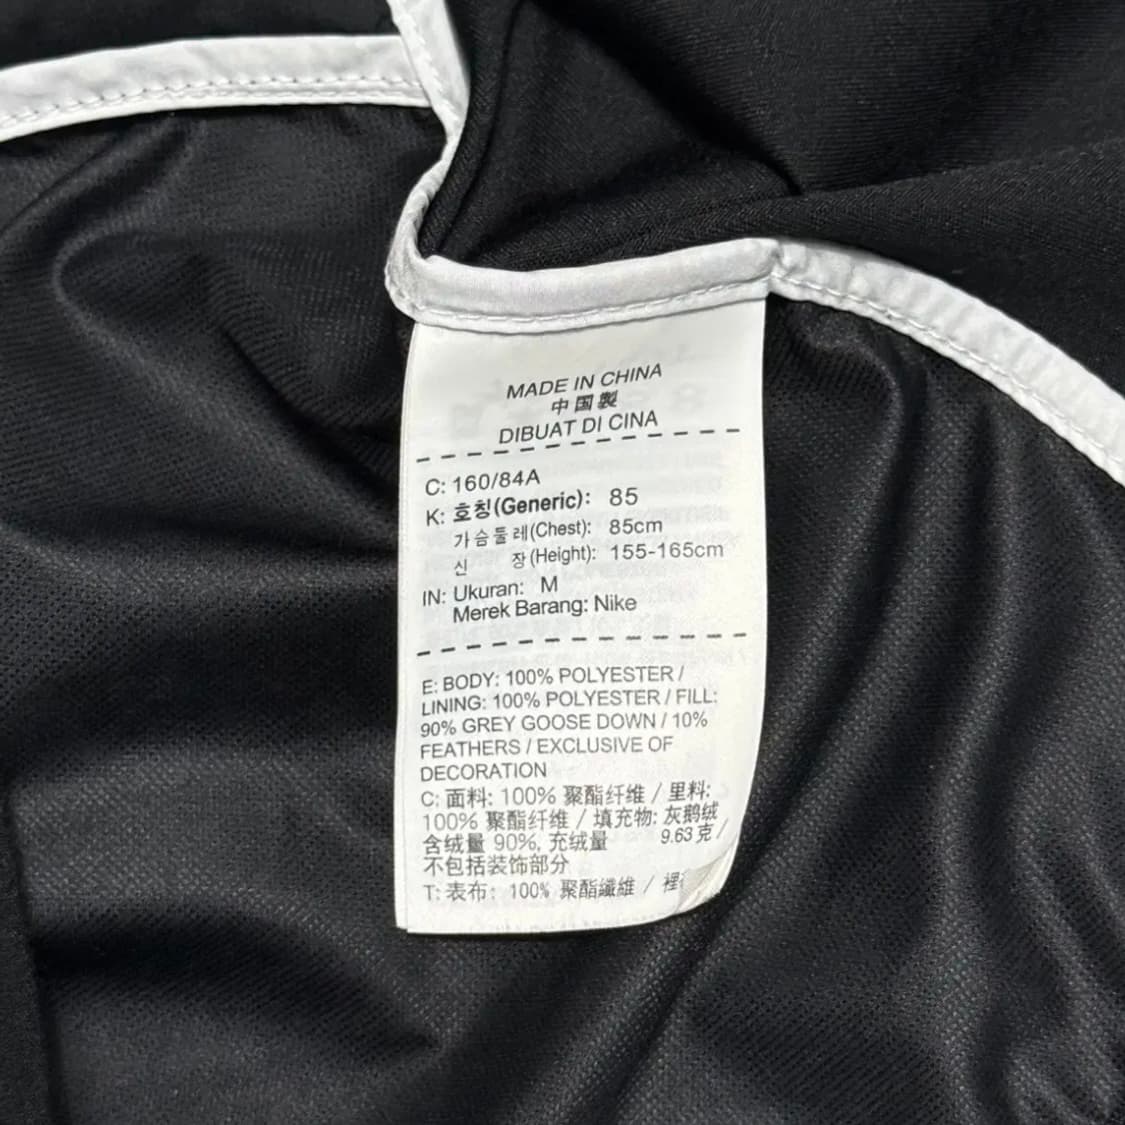 MADE IN CHINA
中国製
DIBUAT DI CINA
C: 160/84A
K: 호칭(Generic): 85
가슴둘레(Chest): 85cm
신 장(Height): 155-165cm
IN: Ukuran: M
Merek Barang: Nike
E: BODY: 100% POLYESTER /
LINING: 100% POLYESTER / FILL:
90% GREY GOOSE DOWN / 10%
FEATHERS / EXCLUSIVE OF
DECORATION
C: 面料: 100% 聚酯纤维 / 里料:
100% 聚酯纤维 / 填充物: 灰鹅绒
含绒量 90%, 充绒量 9.63 克 /
不包括装饰部分
T: 表布: 100% 聚酯纖維 / 裡